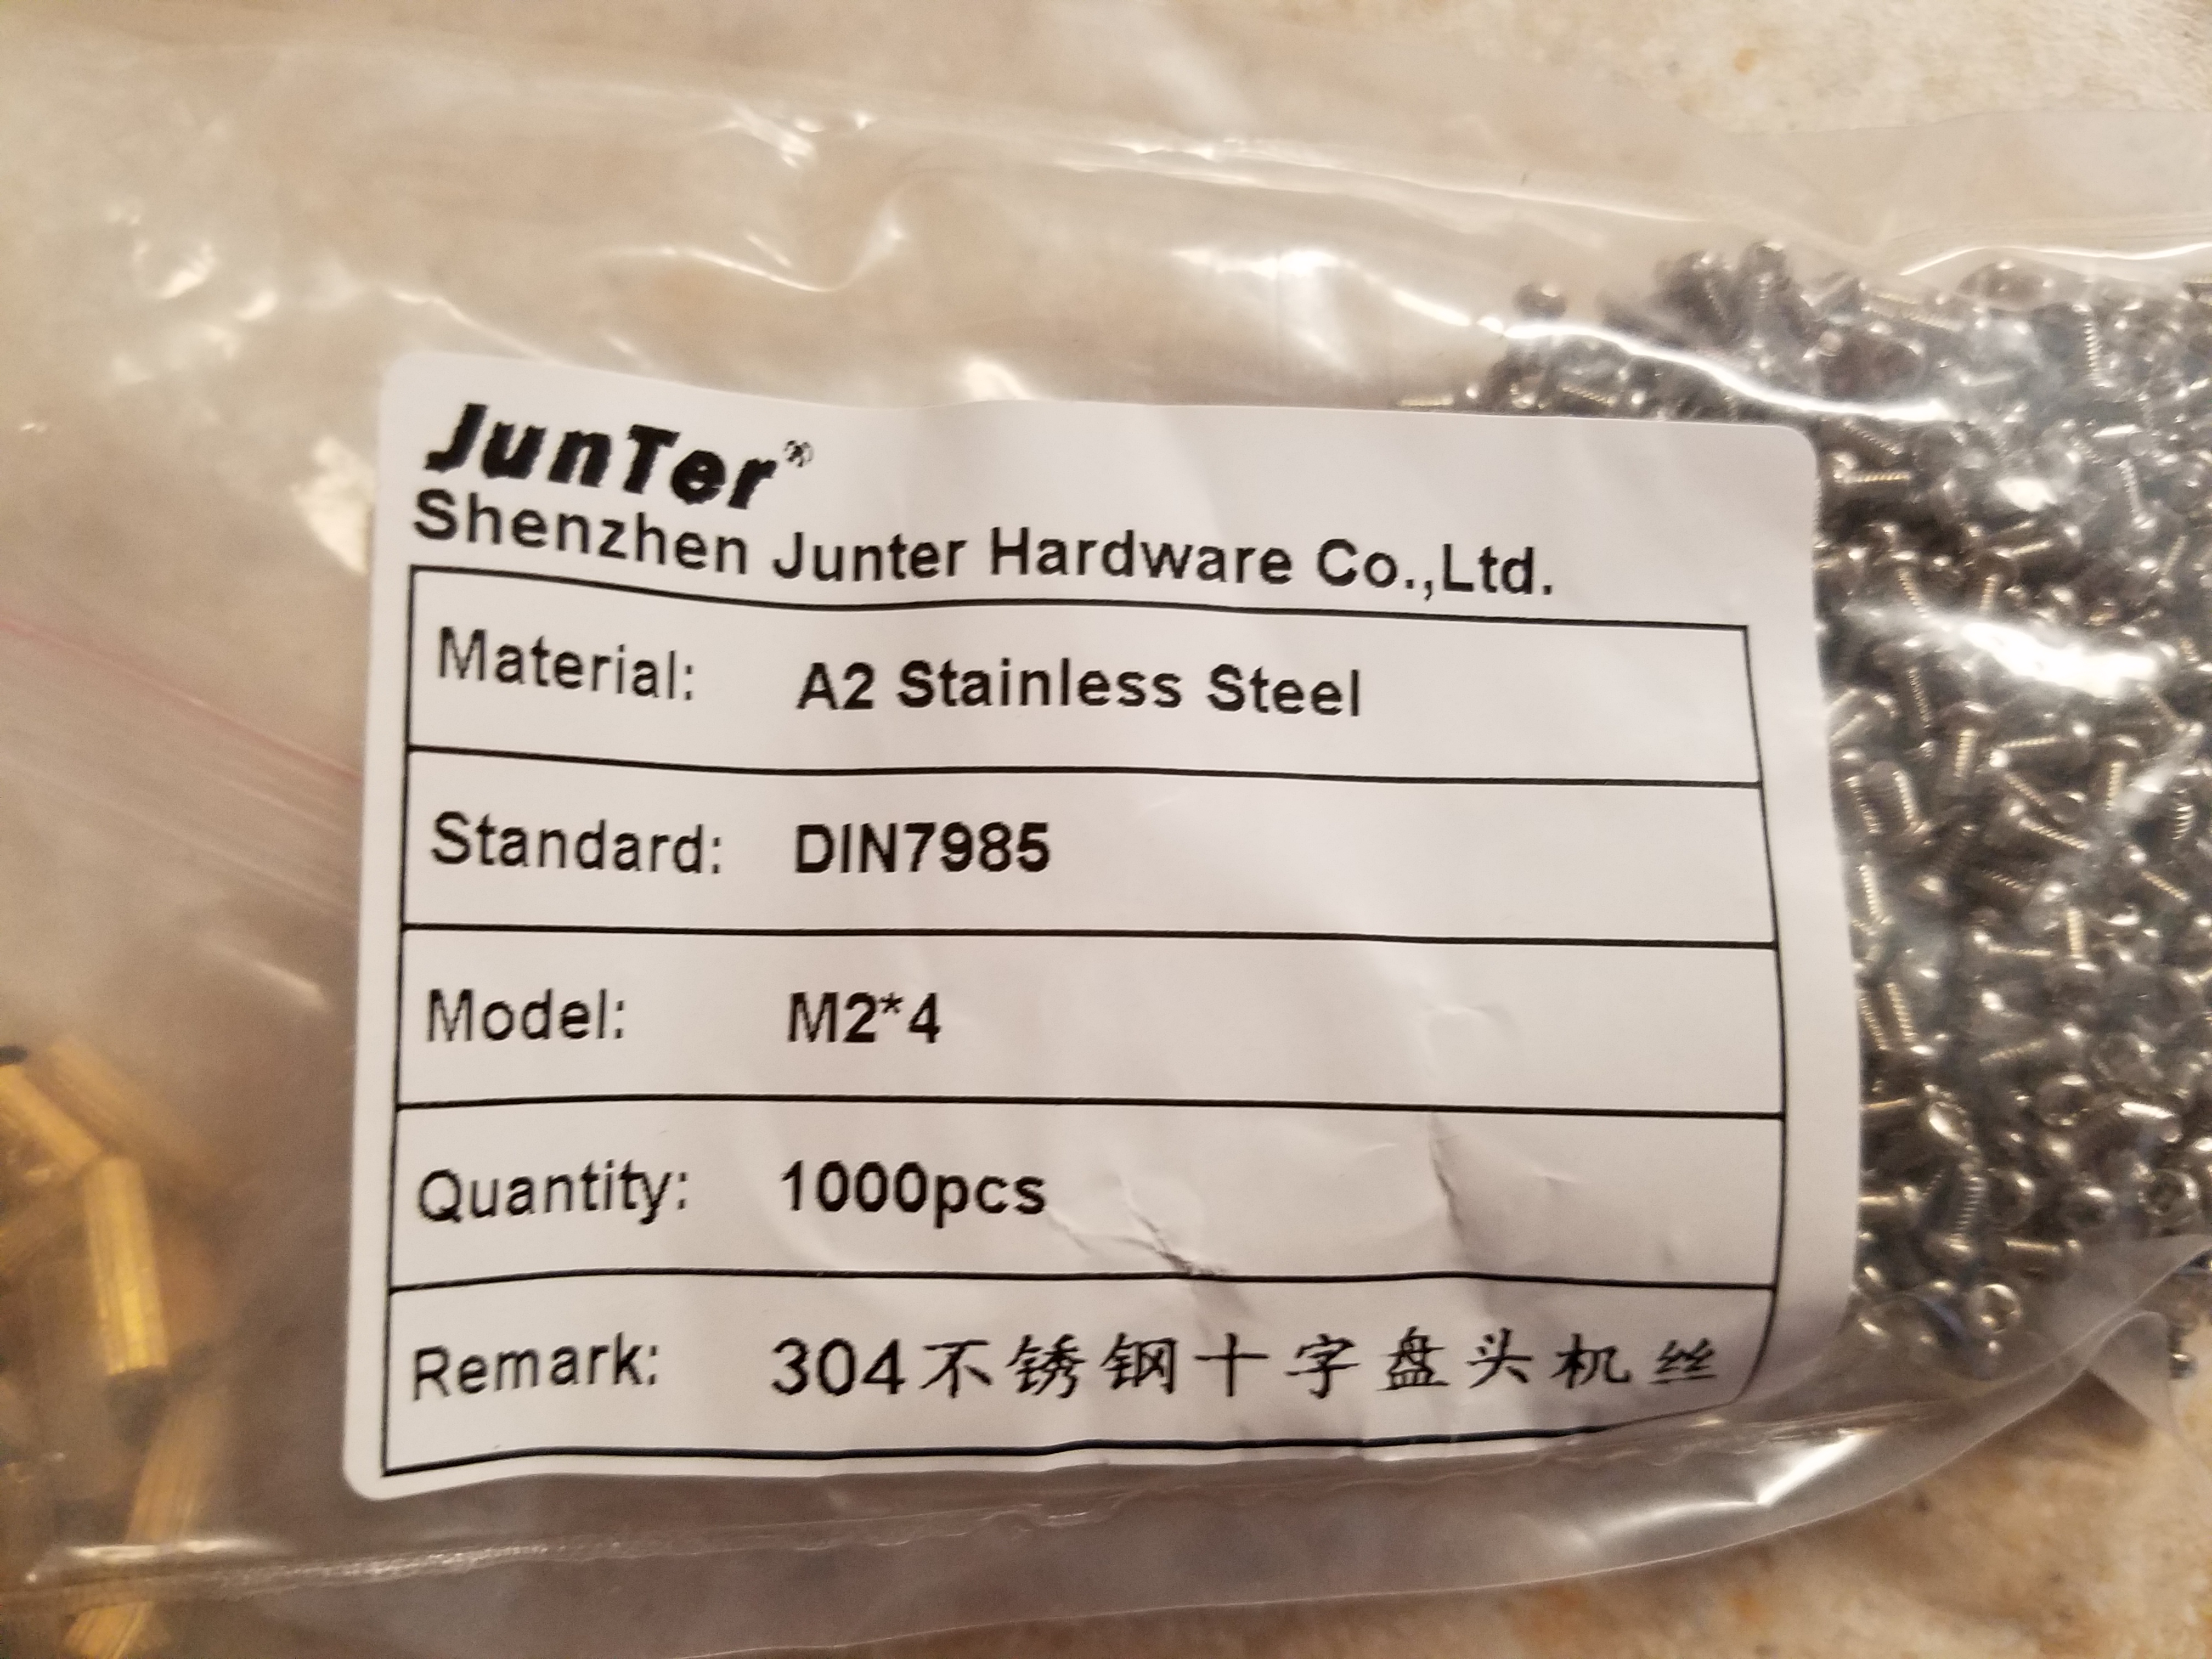 JunTer®
Shenzhen Junter Hardware Co.,Ltd.
Material: A2 Stainless Steel
Standard: DIN7985
Model: M2*4
Quantity: 1000pcs
Remark: 304不锈钢十字盘头机丝